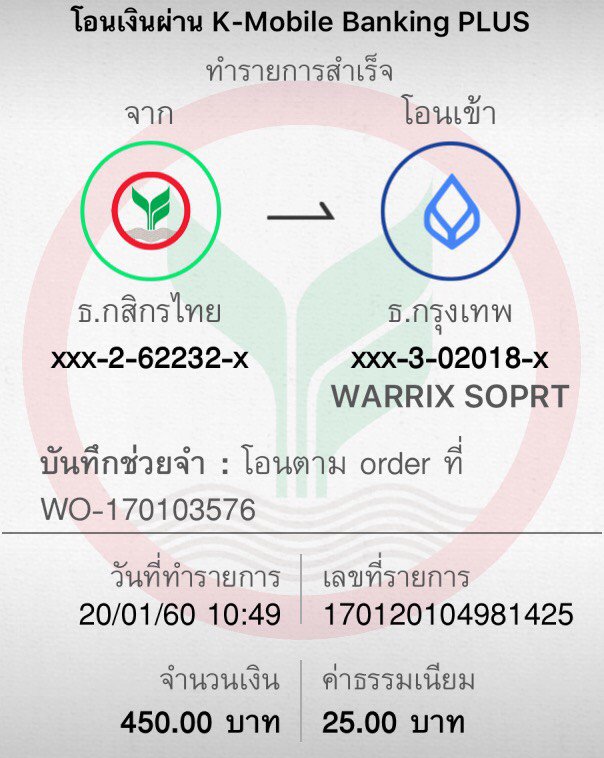 โอนเงินผ่าน K-Mobile Banking PLUS
ทำรายการสำเร็จ
จาก
โอนเข้า
ธ.กสิกรไทย
ธ.กรุงเทพ
xxx-2-62232-x
xxx-3-02018-x
WARRIX SOPRT
บันทึกช่วยจำ : โอนตาม order ที่
WO-170103576
วันที่ทำรายการ
เลขที่รายการ
20/01/60 10:49
170120104981425
จำนวนเงิน
ค่าธรรมเนียม
450.00 บาท
25.00 บาท